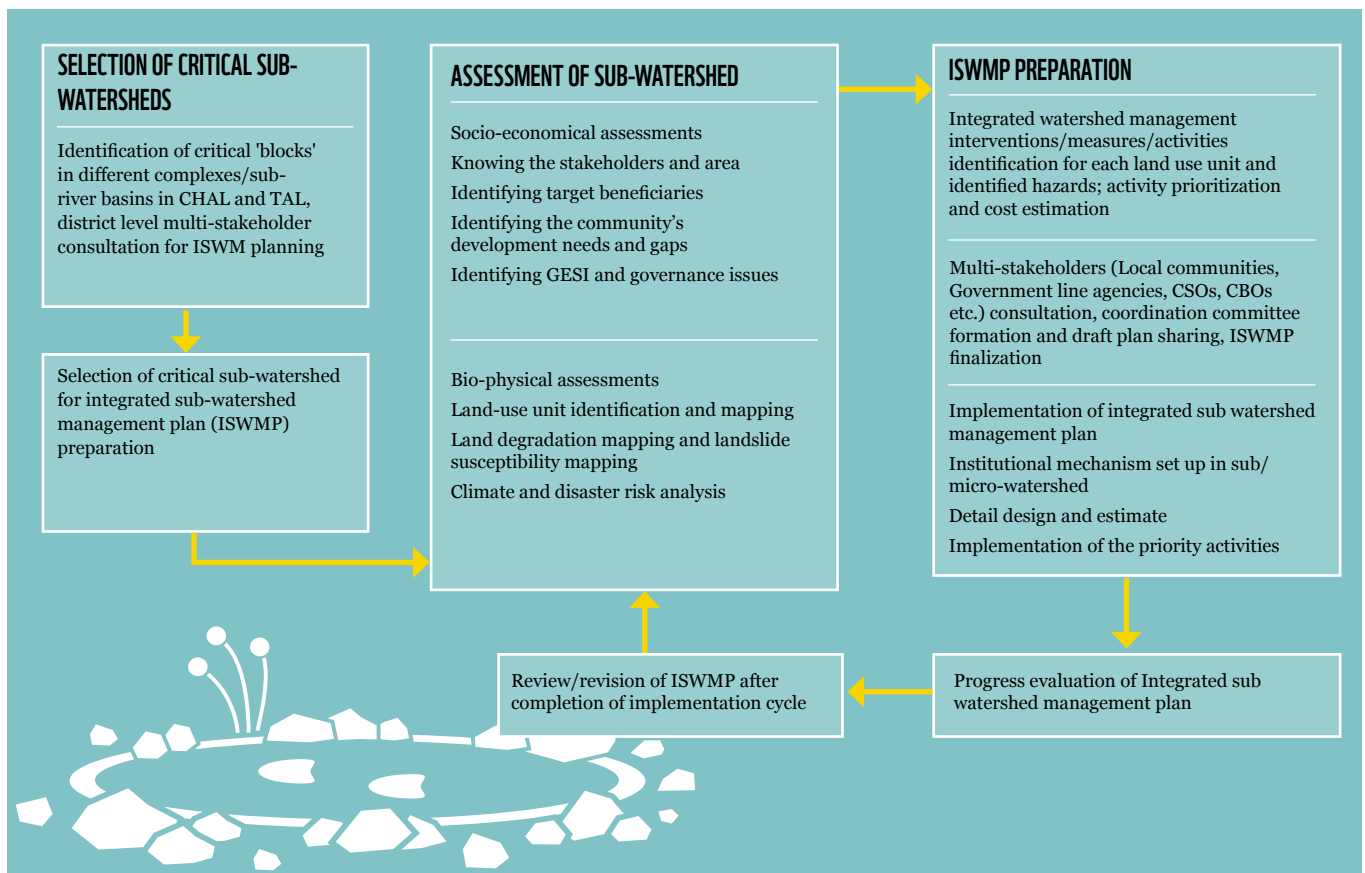 SELECTION OF CRITICAL SUB-
WATERSHEDS
Identification of critical 'blocks'
in different complexes/sub-
river basins in CHAL and TAL,
district level multi-stakeholder
consultation for ISWM planning
Selection of critical sub-watershed
for integrated sub-watershed
management plan (ISWMP)
preparation
ASSESSMENT OF SUB-WATERSHED
Socio-economical assessments
Knowing the stakeholders and area
Identifying target beneficiaries
Identifying the community’s
development needs and gaps
Identifying GESI and governance issues
Bio-physical assessments
Land-use unit identification and mapping
Land degradation mapping and landslide
susceptibility mapping
Climate and disaster risk analysis
ISWMP PREPARATION
Integrated watershed management
interventions/measures/activities
identification for each land use unit and
identified hazards; activity prioritization
and cost estimation
Multi-stakeholders (Local communities,
Government line agencies, CSOs, CBOs
etc.) consultation, coordination committee
formation and draft plan sharing, ISWMP
finalization
Implementation of integrated sub watershed
management plan
Institutional mechanism set up in sub/
micro-watershed
Detail design and estimate
Implementation of the priority activities
Progress evaluation of Integrated sub
watershed management plan
Review/revision of ISWMP after
completion of implementation cycle